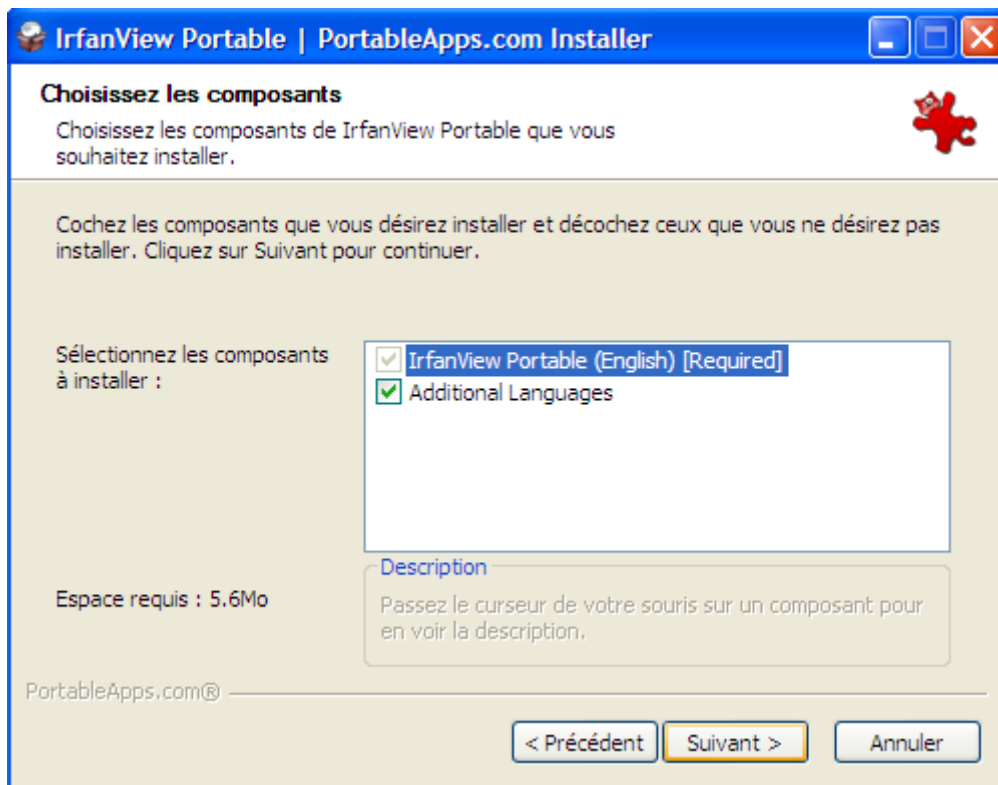 IrfanView Portable | PortableApps.com Installer
Choisissez les composants
Choisissez les composants de IrfanView Portable que vous
souhaitez installer.
Cochez les composants que vous désirez installer et décochez ceux que vous ne désirez pas
installer. Cliquez sur Suivant pour continuer.
Sélectionnez les composants
à installer :
IrfanView Portable (English) [Required]
Additional Languages
Espace requis : 5.6Mo
Description
Passez le curseur de votre souris sur un composant pour
en voir la description.
PortableApps.com®
< Précédent
Suivant >
Annuler